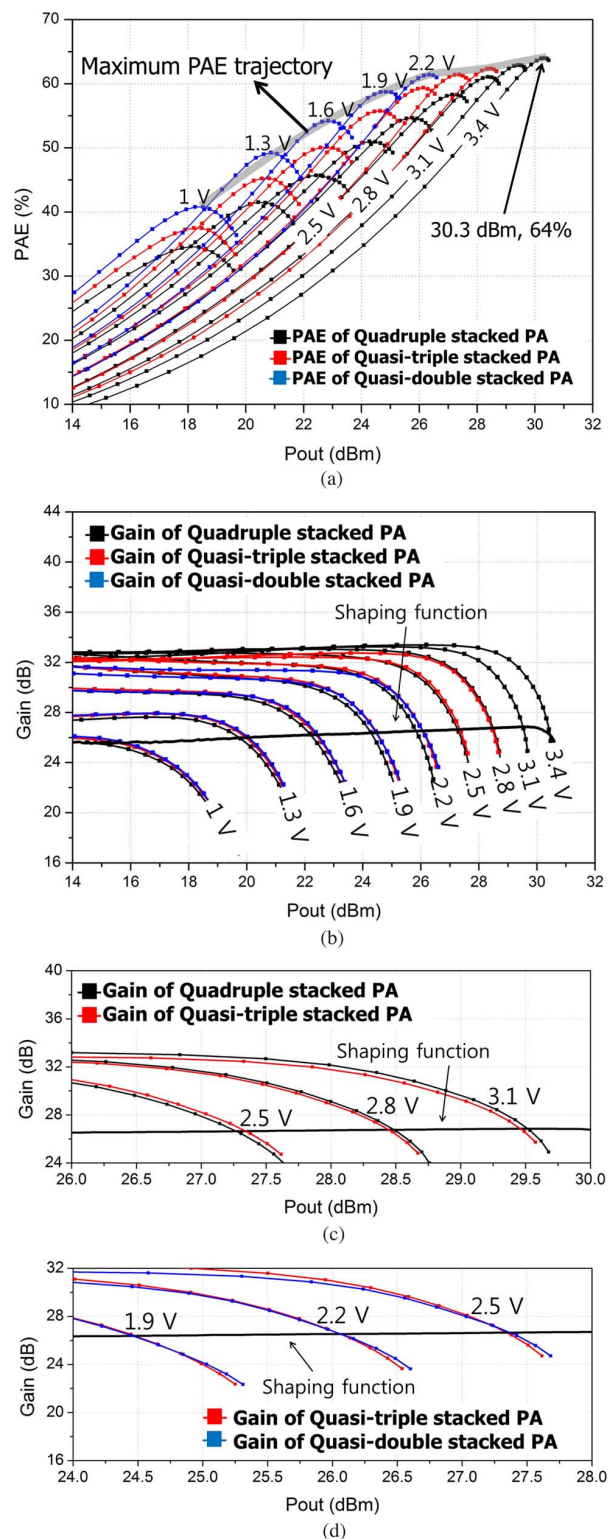 70
60
50
40
30
20
10
PAE (%)
Maximum PAE trajectory
1 V
1.3 V
1.6 V
1.9 V
2.2 V
2.5 V
2.8 V
3.1 V
3.4 V
30.3 dBm, 64%
PAE of Quadruple stacked PA
PAE of Quasi-triple stacked PA
PAE of Quasi-double stacked PA
14 16 18 20 22 24 26 28 30 32
Pout (dBm)
(a)
44
40
36
32
28
24
20
16
Gain (dB)
Gain of Quadruple stacked PA
Gain of Quasi-triple stacked PA
Gain of Quasi-double stacked PA
Shaping function
1 V
1.3 V
1.6 V
1.9 V
2.2 V
2.5 V
2.8 V
3.1 V
3.4 V
14 16 18 20 22 24 26 28 30 32
Pout (dBm)
(b)
40
36
32
28
24
Gain (dB)
Gain of Quadruple stacked PA
Gain of Quasi-triple stacked PA
Shaping function
2.5 V
2.8 V
3.1 V
26.0 26.5 27.0 27.5 28.0 28.5 29.0 29.5 30.0
Pout (dBm)
(c)
32
28
24
20
16
Gain (dB)
1.9 V
2.2 V
2.5 V
Shaping function
Gain of Quasi-triple stacked PA
Gain of Quasi-double stacked PA
24.0 24.5 25.0 25.5 26.0 26.5 27.0 27.5 28.0
Pout (dBm)
(d)